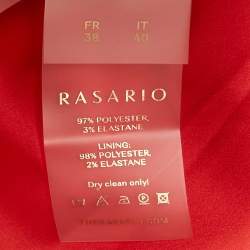 FR IT
38 40
RASARIO
97% POLYESTER,
3% ELASTANE
LINING:
98% POLYESTER,
2% ELASTANE
Dry clean only!